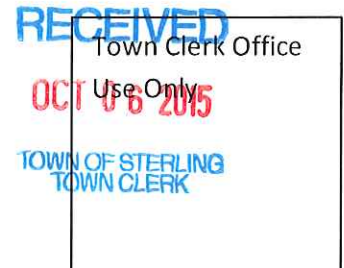 RECEIVED
Town Clerk Office
Use Only
OCT 06 2015
TOWN OF STERLING
TOWN CLERK